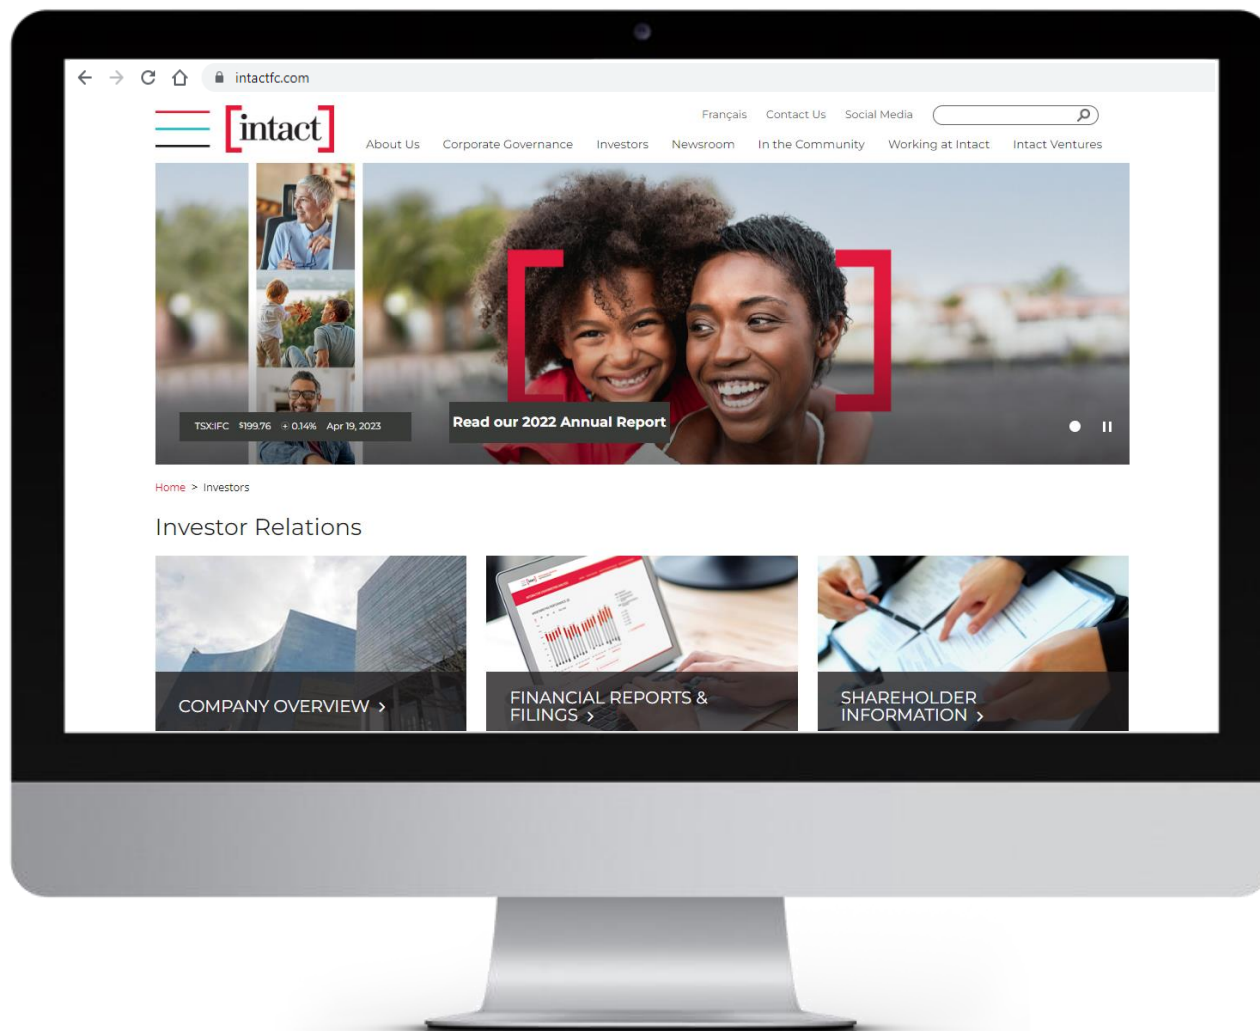 intactfc.com
[intact]
Français Contact Us Social Media
About Us Corporate Governance Investors Newsroom In the Community Working at Intact Intact Ventures
TSX:IFC $199.76 + 0.14% Apr 19, 2023
Read our 2022 Annual Report
Home > Investors
Investor Relations
COMPANY OVERVIEW >
FINANCIAL REPORTS &
FILINGS >
SHAREHOLDER
INFORMATION >